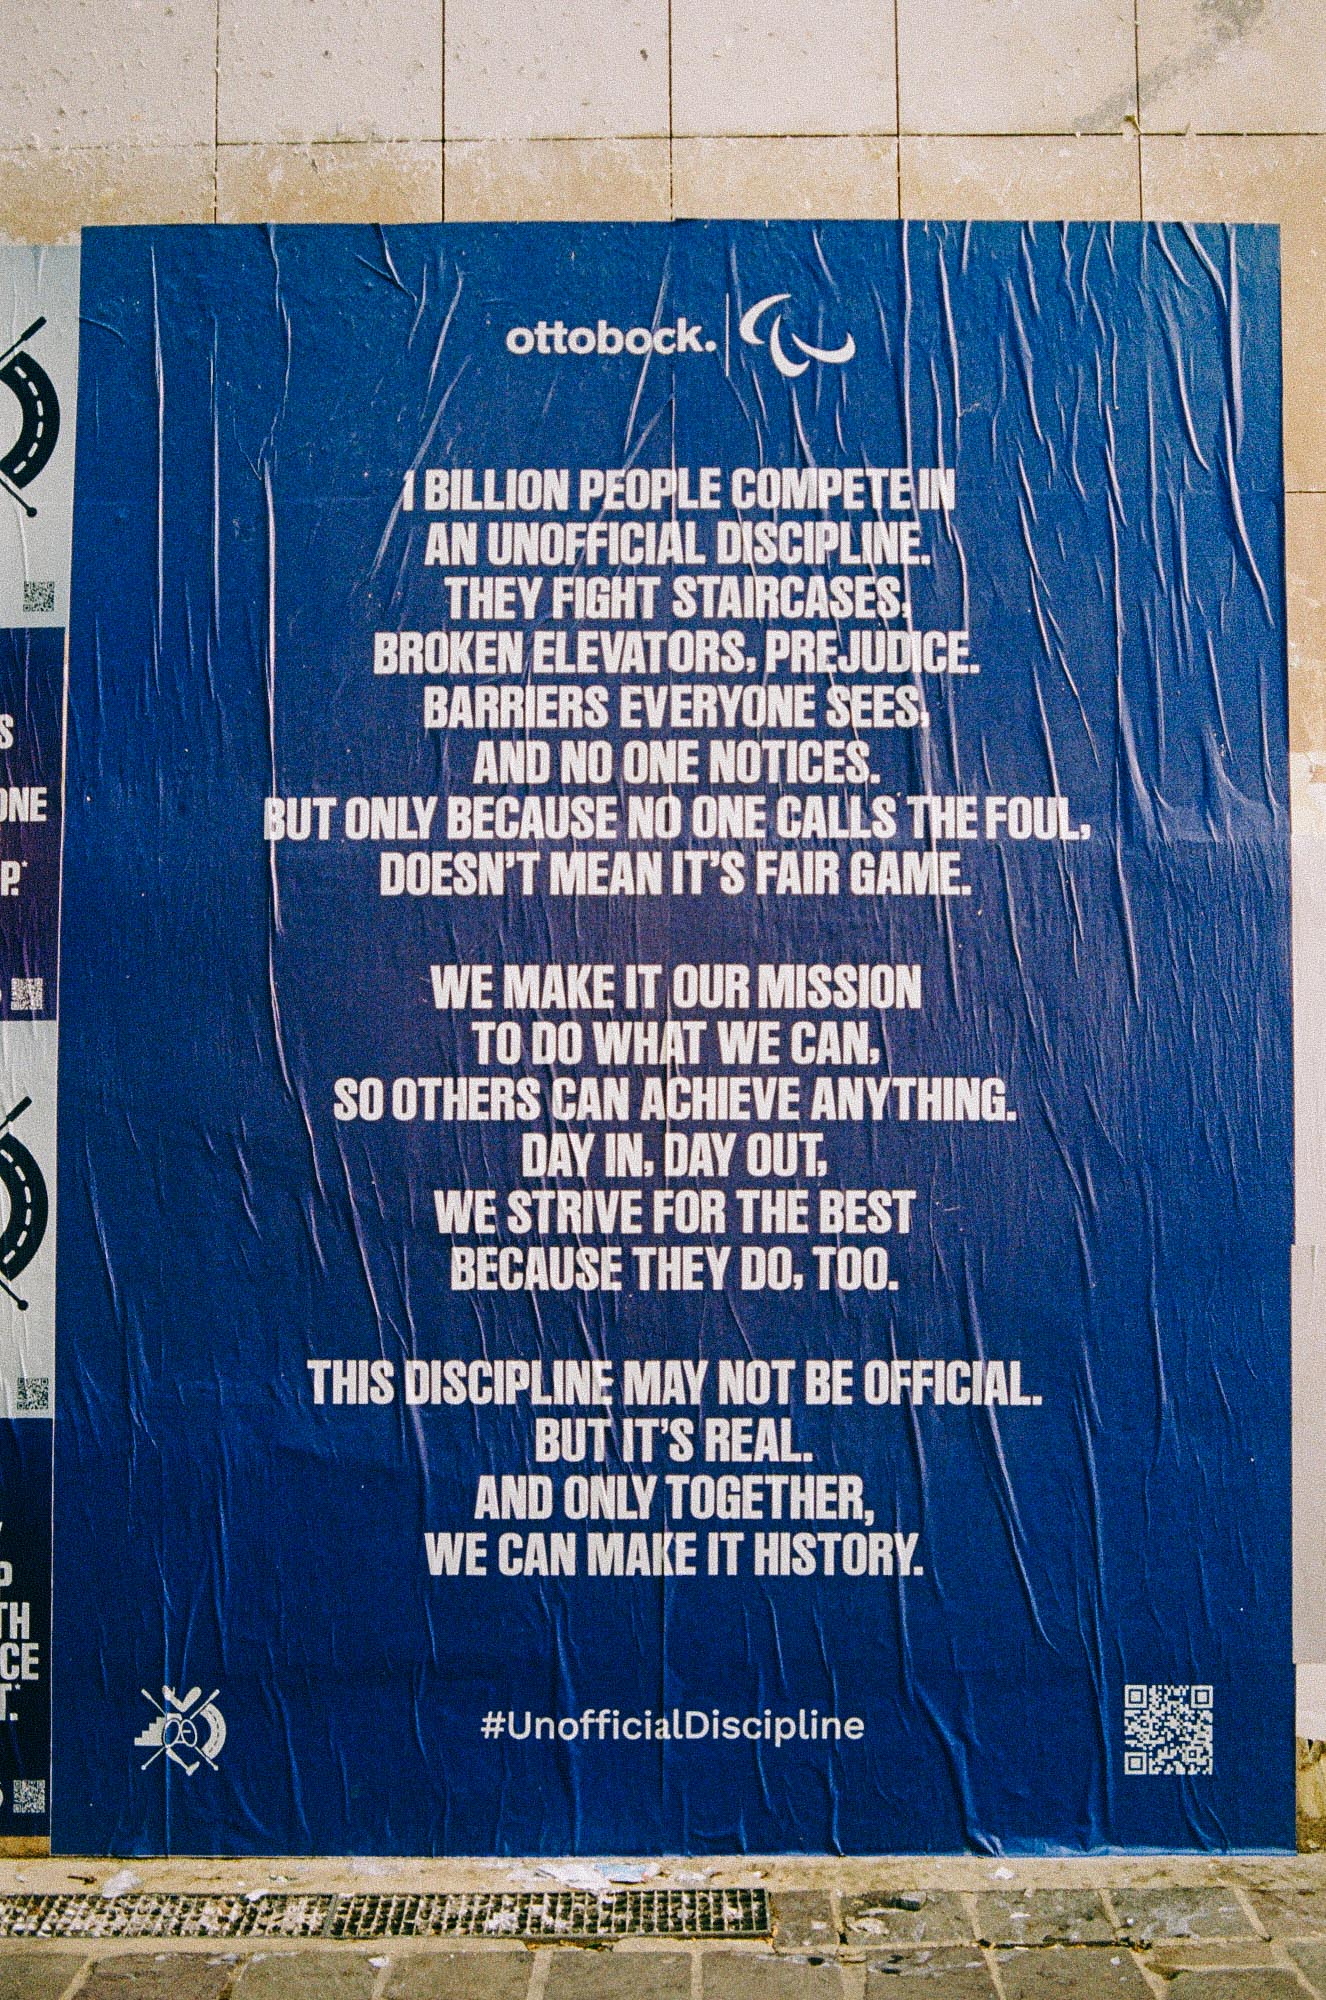 ottobock.
1 BILLION PEOPLE COMPETE IN
AN UNOFFICIAL DISCIPLINE.
THEY FIGHT STAIRCASES,
BROKEN ELEVATORS, PREJUDICE.
BARRIERS EVERYONE SEES,
AND NO ONE NOTICES.
BUT ONLY BECAUSE NO ONE CALLS THE FOUL,
DOESN'T MEAN IT'S FAIR GAME.
WE MAKE IT OUR MISSION
TO DO WHAT WE CAN,
SO OTHERS CAN ACHIEVE ANYTHING.
DAY IN, DAY OUT,
WE STRIVE FOR THE BEST
BECAUSE THEY DO, TOO.
THIS DISCIPLINE MAY NOT BE OFFICIAL.
BUT IT'S REAL.
AND ONLY TOGETHER,
WE CAN MAKE IT HISTORY.
#UnofficialDiscipline